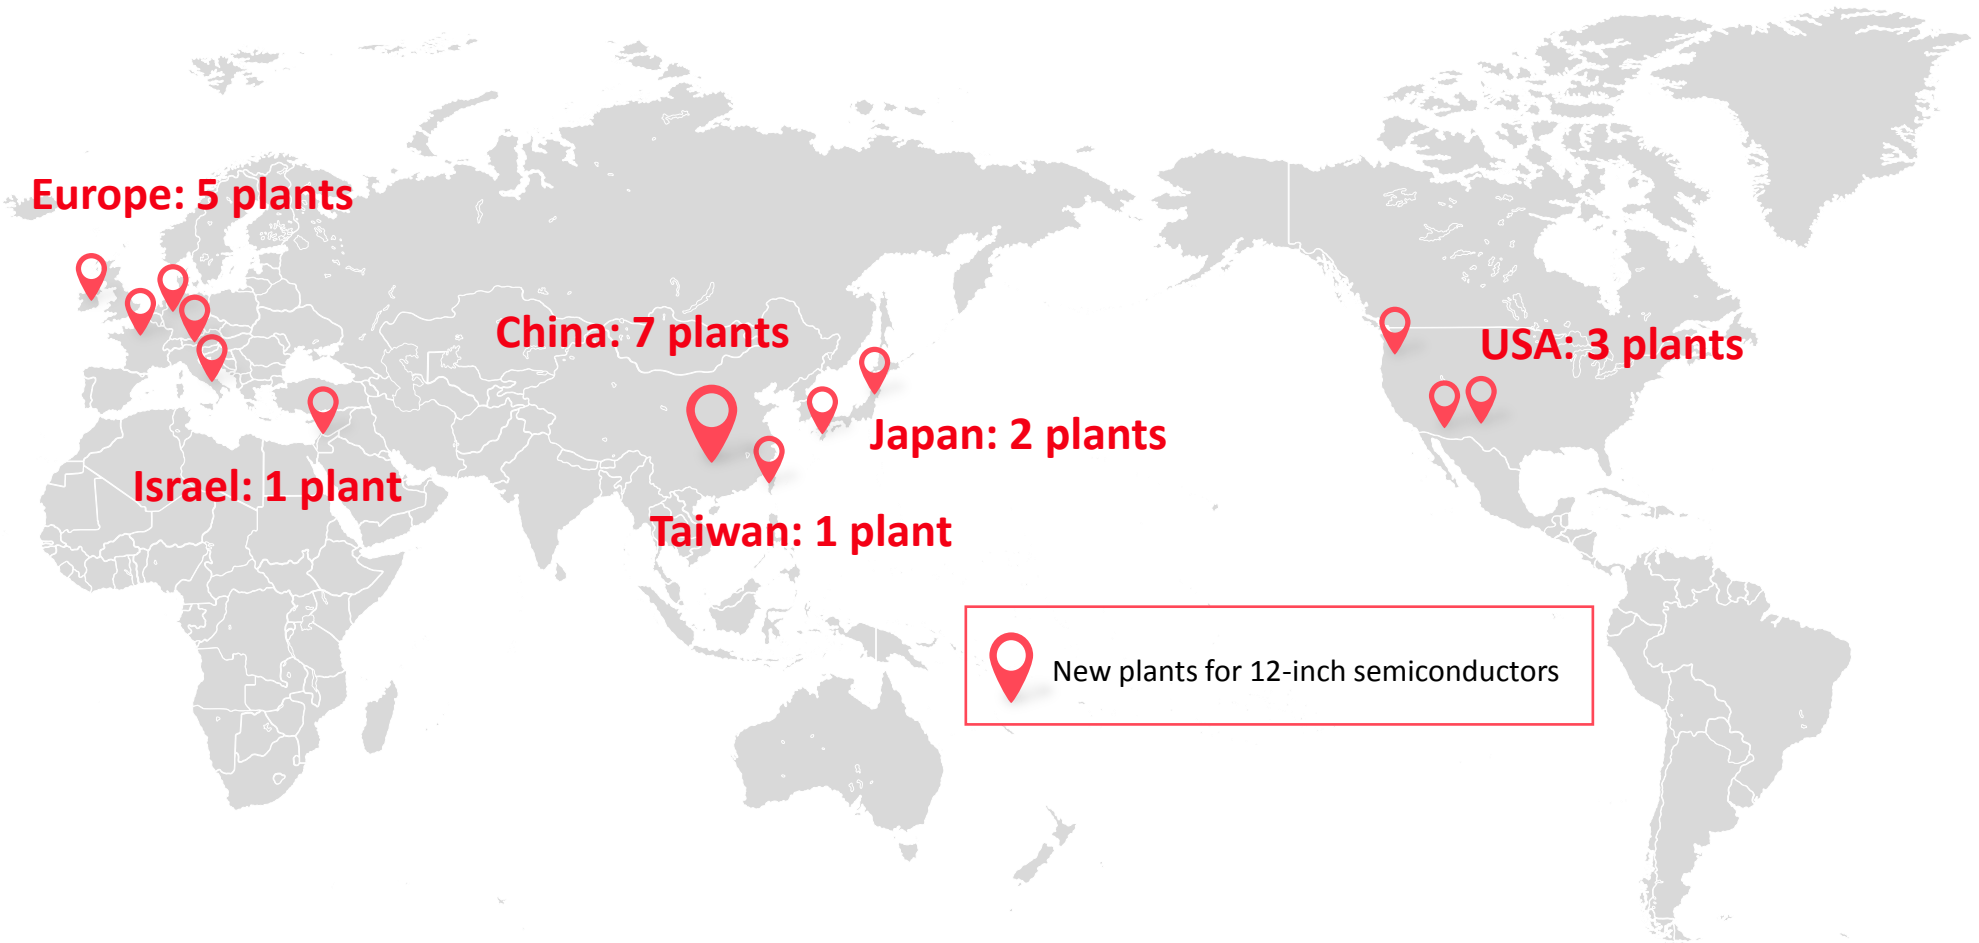 Europe: 5 plants
China: 7 plants
USA: 3 plants
Japan: 2 plants
Israel: 1 plant
Taiwan: 1 plant
New plants for 12-inch semiconductors